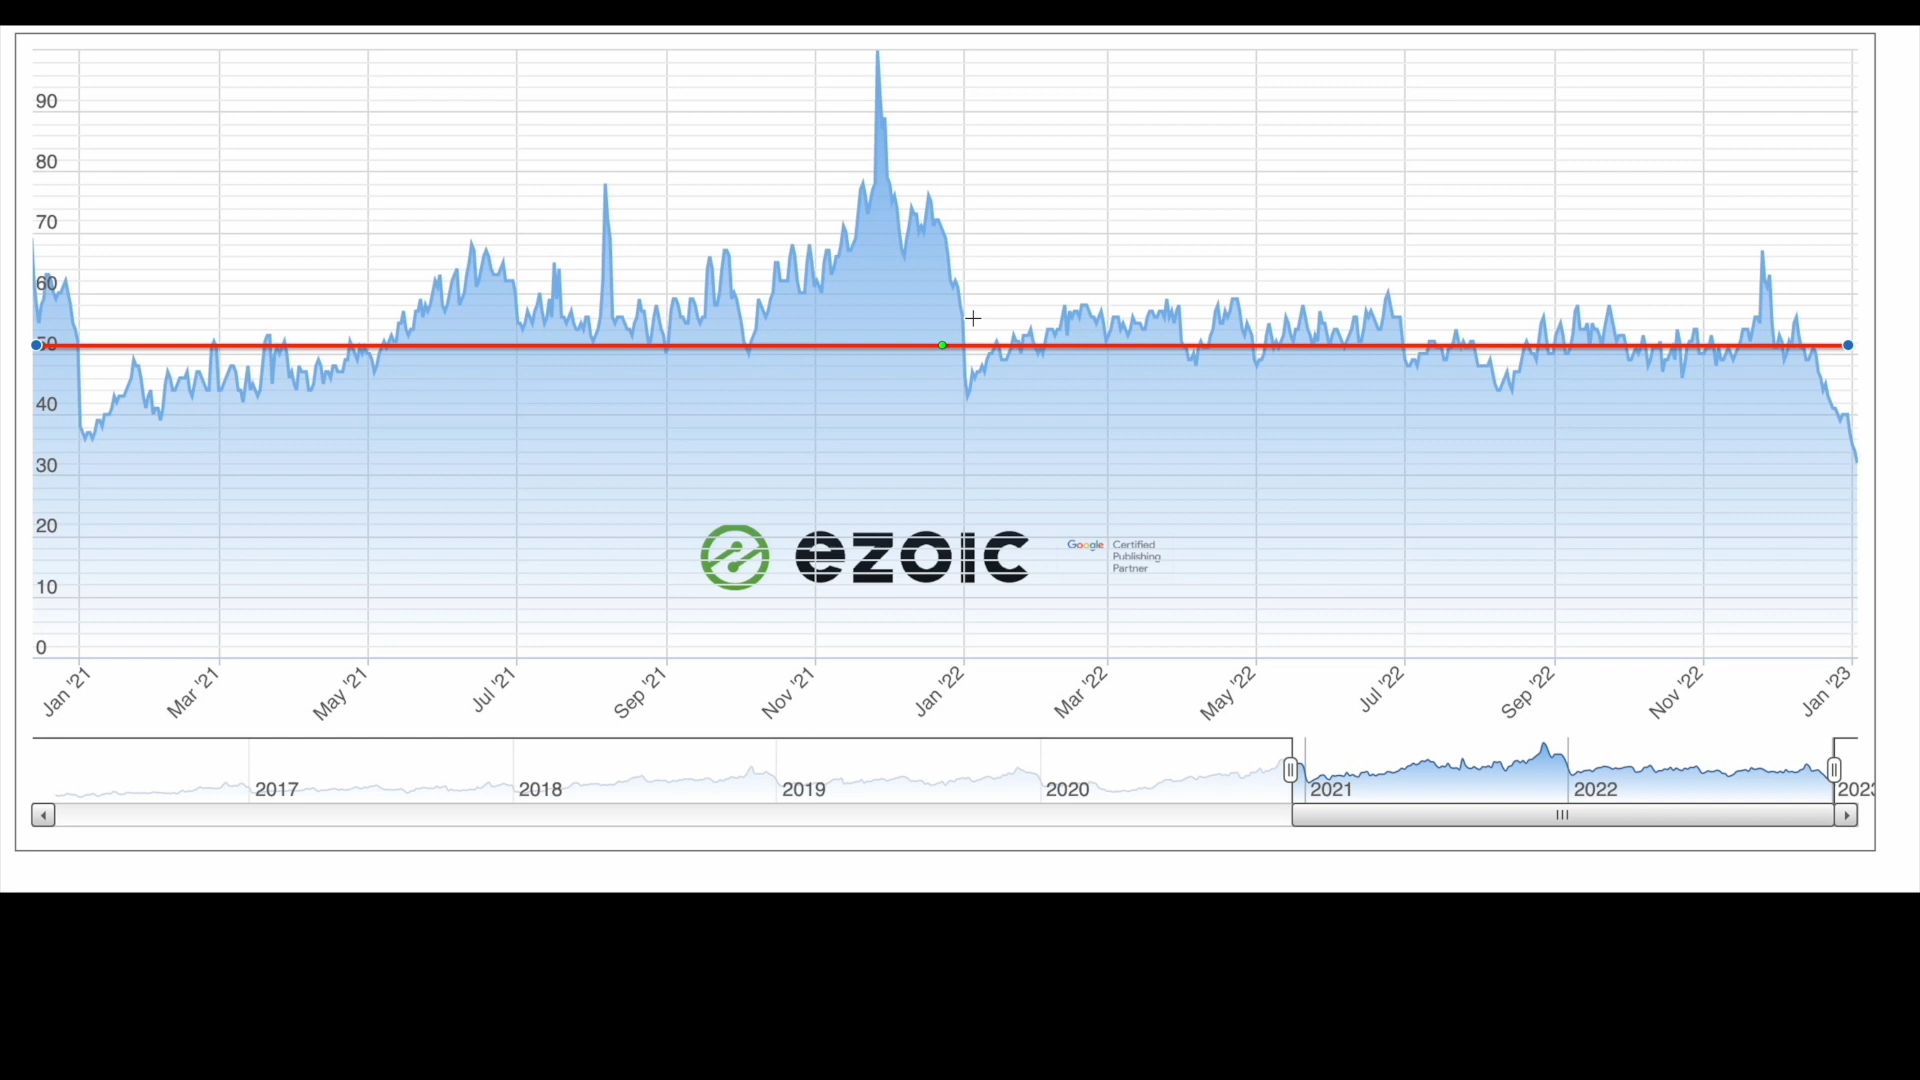 90
80
70
60
50
40
30
20
10
0
ezoic
Google
Certified
Publishing
Partner
Jan '21
Mar '21
May '21
Jul '21
Sep '21
Nov '21
Jan '22
Mar '22
May '22
Jul '22
Sep '22
Nov '22
Jan '23
2017
2018
2019
2020
2021
2022
2023